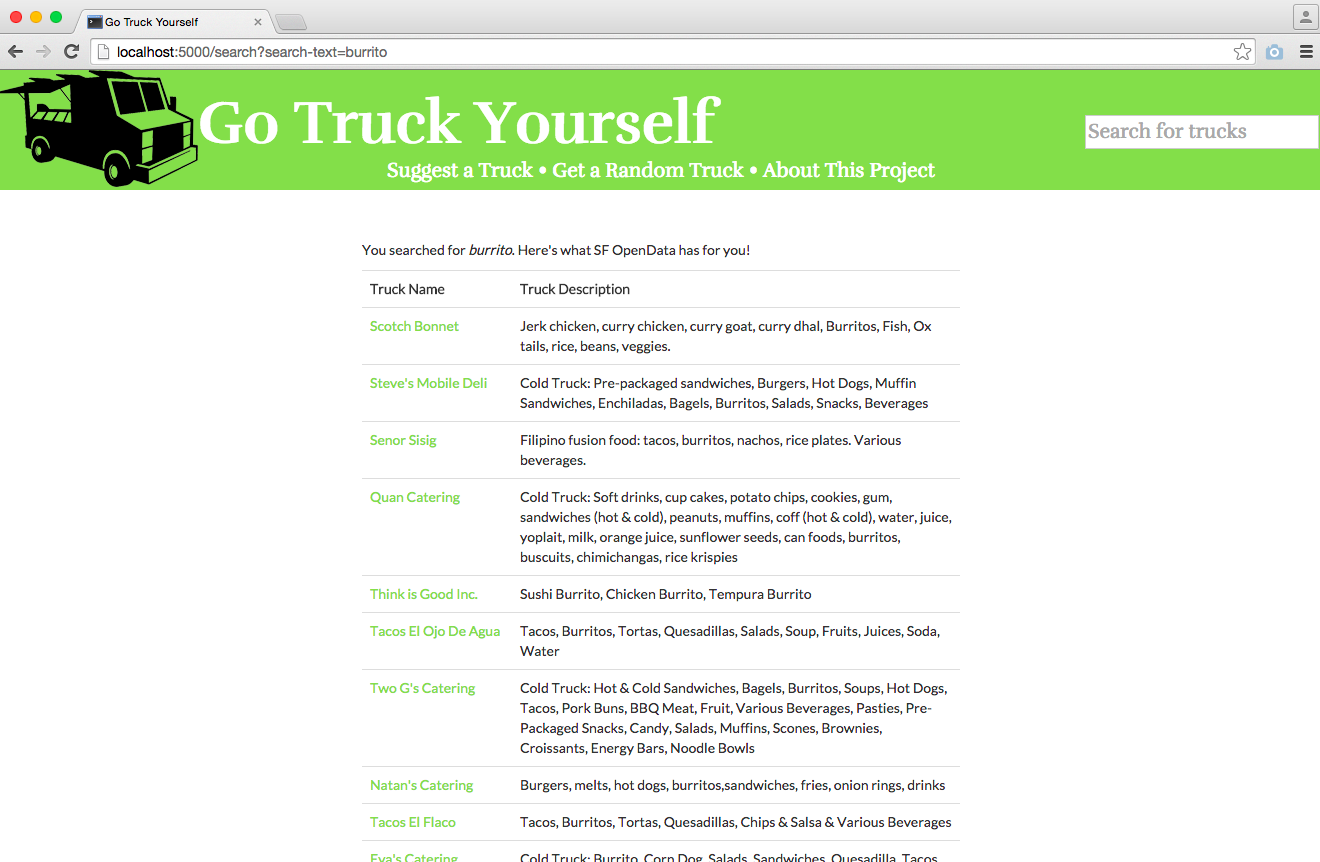 Go Truck Yourself
localhost:5000/search?search-text=burrito
Go Truck Yourself
Search for trucks
Suggest a Truck • Get a Random Truck • About This Project
You searched for burrito. Here's what SF OpenData has for you!
Truck Name Truck Description
Scotch Bonnet Jerk chicken, curry chicken, curry goat, curry dhal, Burritos, Fish, Ox
tails, rice, beans, veggies.
Steve's Mobile Deli Cold Truck: Pre-packaged sandwiches, Burgers, Hot Dogs, Muffin
Sandwiches, Enchiladas, Bagels, Burritos, Salads, Snacks, Beverages
Senor Sisig Filipino fusion food: tacos, burritos, nachos, rice plates. Various
beverages.
Quan Catering Cold Truck: Soft drinks, cup cakes, potato chips, cookies, gum,
sandwiches (hot & cold), peanuts, muffins, coff (hot & cold), water, juice,
yoplait, milk, orange juice, sunflower seeds, can foods, burritos,
buscuits, chimichangas, rice krispies
Think is Good Inc. Sushi Burrito, Chicken Burrito, Tempura Burrito
Tacos El Ojo De Agua Tacos, Burritos, Tortas, Quesadillas, Salads, Soup, Fruits, Juices, Soda,
Water
Two G's Catering Cold Truck: Hot & Cold Sandwiches, Bagels, Burritos, Soups, Hot Dogs,
Tacos, Pork Buns, BBQ Meat, Fruit, Various Beverages, Pasties, Pre-
Packaged Snacks, Candy, Salads, Muffins, Scones, Brownies,
Croissants, Energy Bars, Noodle Bowls
Natan's Catering Burgers, melts, hot dogs, burritos,sandwiches, fries, onion rings, drinks
Tacos El Flaco Tacos, Burritos, Tortas, Quesadillas, Chips & Salsa & Various Beverages
Eva's Catering Cold Truck: Burrito, Corn Dog, Salads, Sandwiches, Quesadilla, Tacos,